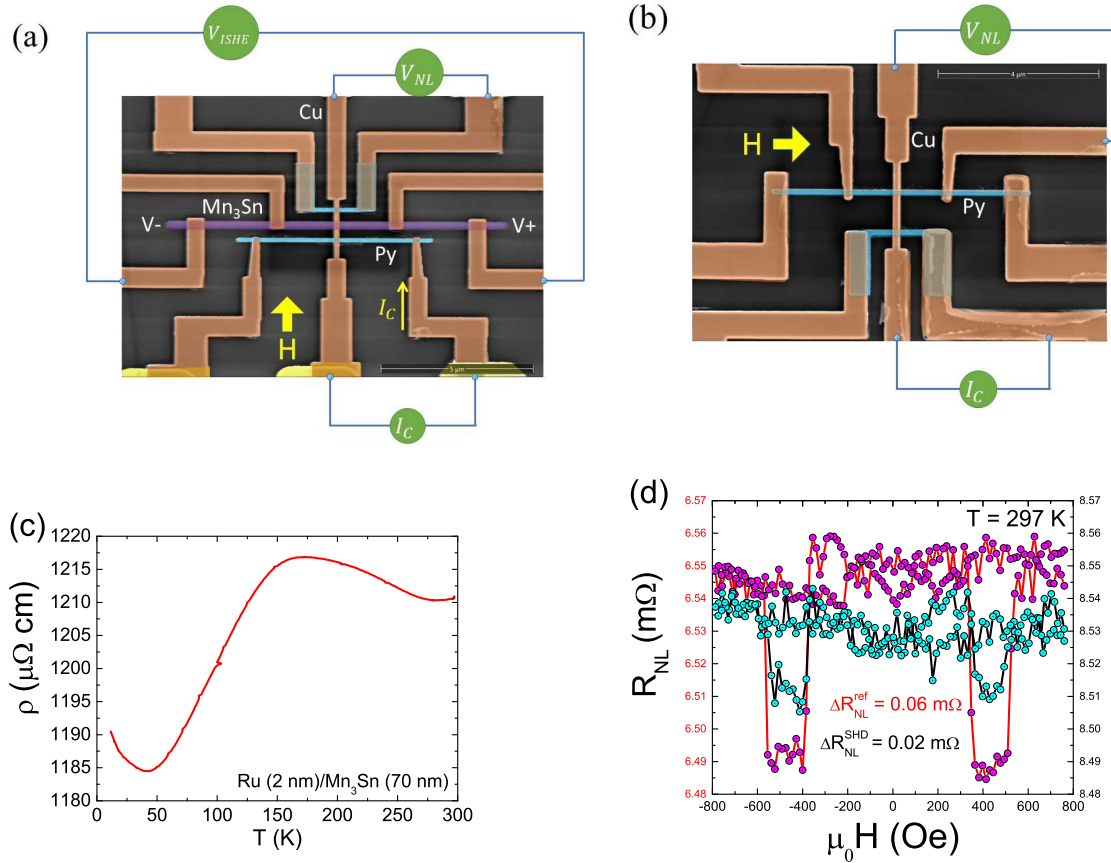 (a)
V_ISHE
V_NL
Cu
Mn₃Sn
V-
V+
Py
I_C
H
5 μm
I_C
(b)
V_NL
4 μm
Cu
H
Py
I_C
(c)
1220
1215
1210
1205
1200
1195
1190
1185
1180
ρ (μΩ cm)
Ru (2 nm)/Mn₃Sn (70 nm)
0 50 100 150 200 250 300
T (K)
(d)
T = 297 K
6.57 8.57
6.56 8.56
6.55 8.55
6.54 8.54
6.53 8.53
6.52 8.52
6.51 8.51
6.50 8.50
6.49 8.49
6.48 8.48
R_NL (mΩ)
ΔR_NL^ref = 0.06 mΩ
ΔR_NL^SHD = 0.02 mΩ
-800 -600 -400 -200 0 200 400 600 800
μ₀H (Oe)